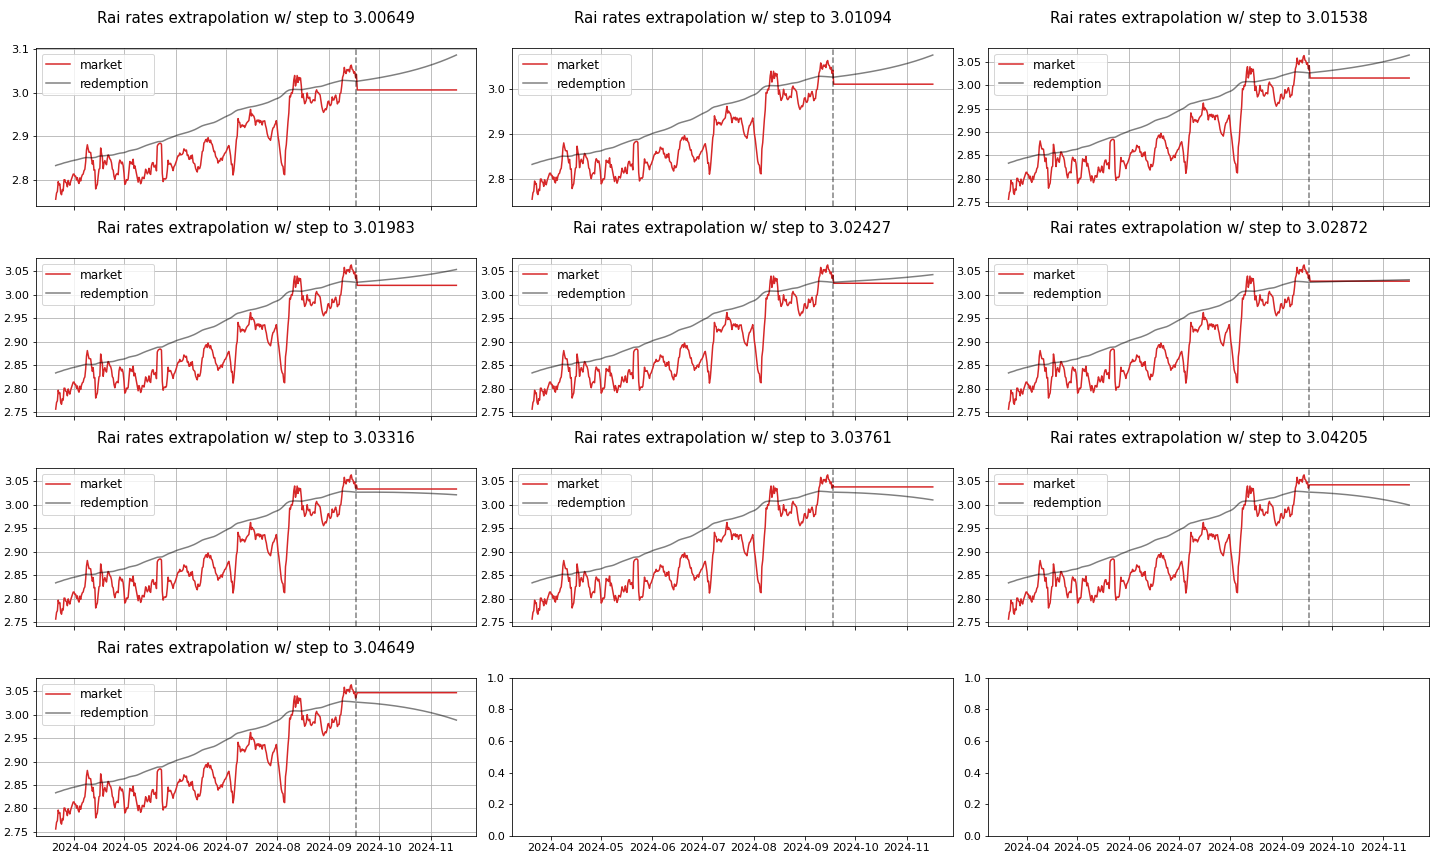 Rai rates extrapolation w/ step to 3.00649
3.1
3.0
2.9
2.8
market
redemption
Rai rates extrapolation w/ step to 3.01094
3.0
2.9
2.8
market
redemption
Rai rates extrapolation w/ step to 3.01538
3.05
3.00
2.95
2.90
2.85
2.80
2.75
market
redemption
Rai rates extrapolation w/ step to 3.01983
3.05
3.00
2.95
2.90
2.85
2.80
2.75
market
redemption
Rai rates extrapolation w/ step to 3.02427
3.05
3.00
2.95
2.90
2.85
2.80
2.75
market
redemption
Rai rates extrapolation w/ step to 3.02872
3.05
3.00
2.95
2.90
2.85
2.80
2.75
market
redemption
Rai rates extrapolation w/ step to 3.03316
3.05
3.00
2.95
2.90
2.85
2.80
2.75
market
redemption
Rai rates extrapolation w/ step to 3.03761
3.05
3.00
2.95
2.90
2.85
2.80
2.75
market
redemption
Rai rates extrapolation w/ step to 3.04205
3.05
3.00
2.95
2.90
2.85
2.80
2.75
market
redemption
Rai rates extrapolation w/ step to 3.04649
3.05
3.00
2.95
2.90
2.85
2.80
2.75
market
redemption
2024-04 2024-05 2024-06 2024-07 2024-08 2024-09 2024-10 2024-11
1.0
0.8
0.6
0.4
0.2
0.0
2024-04 2024-05 2024-06 2024-07 2024-08 2024-09 2024-10 2024-11
1.0
0.8
0.6
0.4
0.2
0.0
2024-04 2024-05 2024-06 2024-07 2024-08 2024-09 2024-10 2024-11